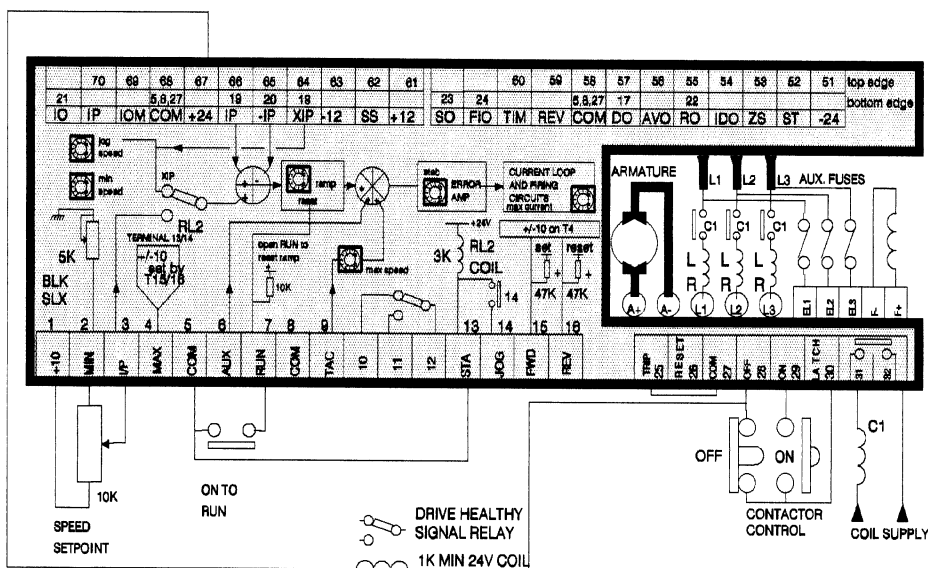 70 69 68 67 66 65 64 63 62 61
60 59 58 57 56 55 54 53 52 51 top edge
21 5,8,27 19 20 18
23 24 5,8,27 17 22 bottom edge
IO IP IOM COM +24 IP -IP XIP -12 SS +12
SO FIO TIM REV COM DO AVO RO IDO ZS ST -24
jog speed
min speed
XIP
RL2
ramp
reset
stab
ERROR AMP
CURRENT LOOP
AND FIRING
CIRCUITS
max current
ARMATURE
L1 L2 L3 AUX. FUSES
C1 C1 C1
L L L
R R R
A+ A- L1 L2 L3 EL1 EL2 EL3 F- F+
TERMINAL 13/14
+/-10
set by
T15/16
5K
BLK
SLX
open RUN to
reset ramp
10K
max speed
+24V
3K
RL2
COIL
14
+/-10 on T4
set reset
47K 47K
1 2 3 4 5 6 7 8 9 13 14 15 16
+10 MIN I/P MAX COM AUX RUN COM TAC 10 11 12 STA JOG FWD REV
TRIP 25
RESET 26
COM 27
OFF 28
ON 29
LATCH 30
31
32
10K
SPEED
SETPOINT
ON TO
RUN
DRIVE HEALTHY
SIGNAL RELAY
1K MIN 24V COIL
OFF
ON
CONTACTOR
CONTROL
C1
COIL SUPPLY